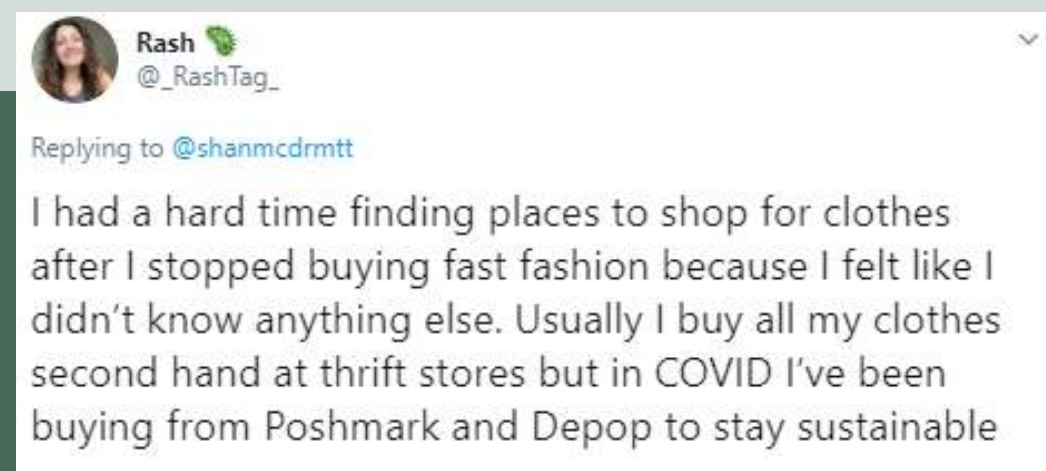 Rash 🦠
@_RashTag_
Replying to @shanmcdrmtt
I had a hard time finding places to shop for clothes
after I stopped buying fast fashion because I felt like I
didn't know anything else. Usually I buy all my clothes
second hand at thrift stores but in COVID I've been
buying from Poshmark and Depop to stay sustainable